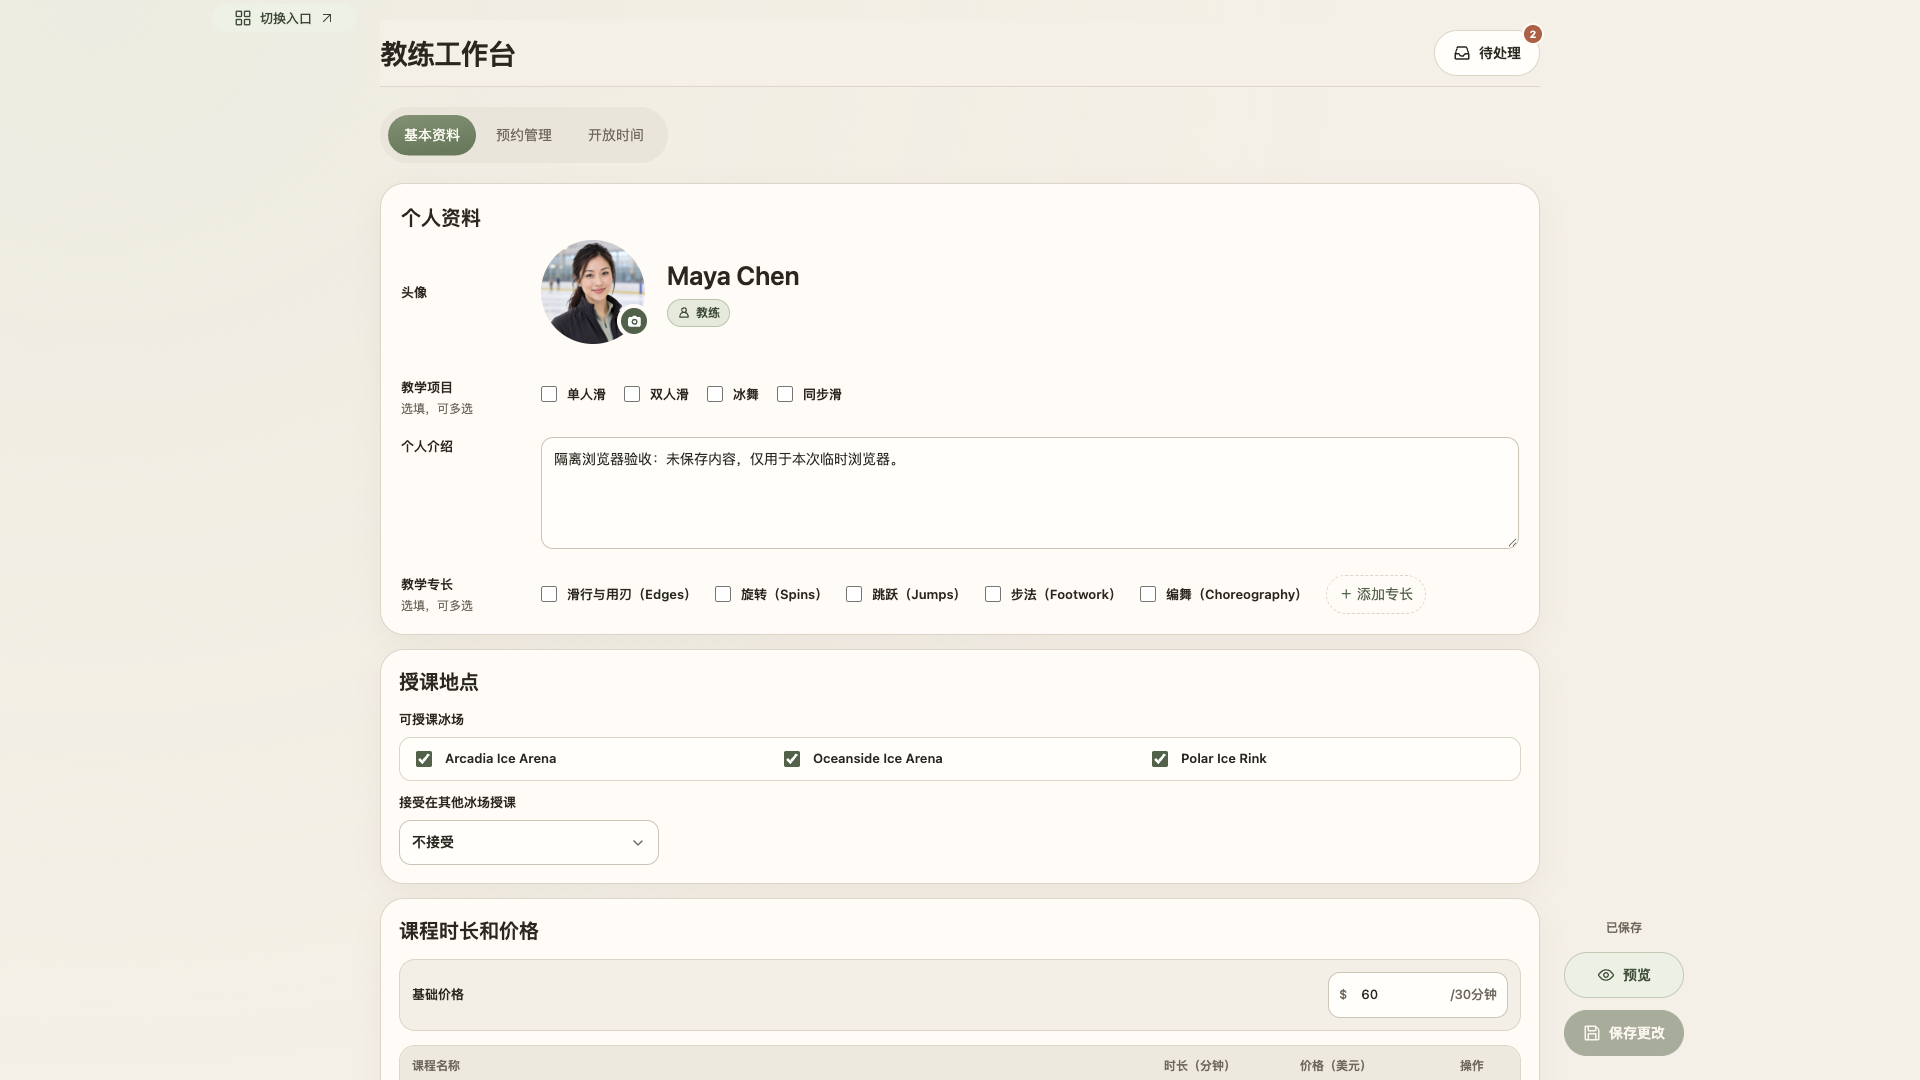 切换入口
教练工作台
待处理
2
基本资料
预约管理
开放时间
个人资料
头像
Maya Chen
教练
教学项目
选填，可多选
单人滑
双人滑
冰舞
同步滑
个人介绍
隔离浏览器验收：未保存内容，仅用于本次临时浏览器。
教学专长
选填，可多选
滑行与用刃（Edges）
旋转（Spins）
跳跃（Jumps）
步法（Footwork）
编舞（Choreography）
+ 添加专长
授课地点
可授课冰场
Arcadia Ice Arena
Oceanside Ice Arena
Polar Ice Rink
接受在其他冰场授课
不接受
课程时长和价格
基础价格
$ 60 /30分钟
课程名称
时长（分钟）
价格（美元）
操作
已保存
预览
保存更改